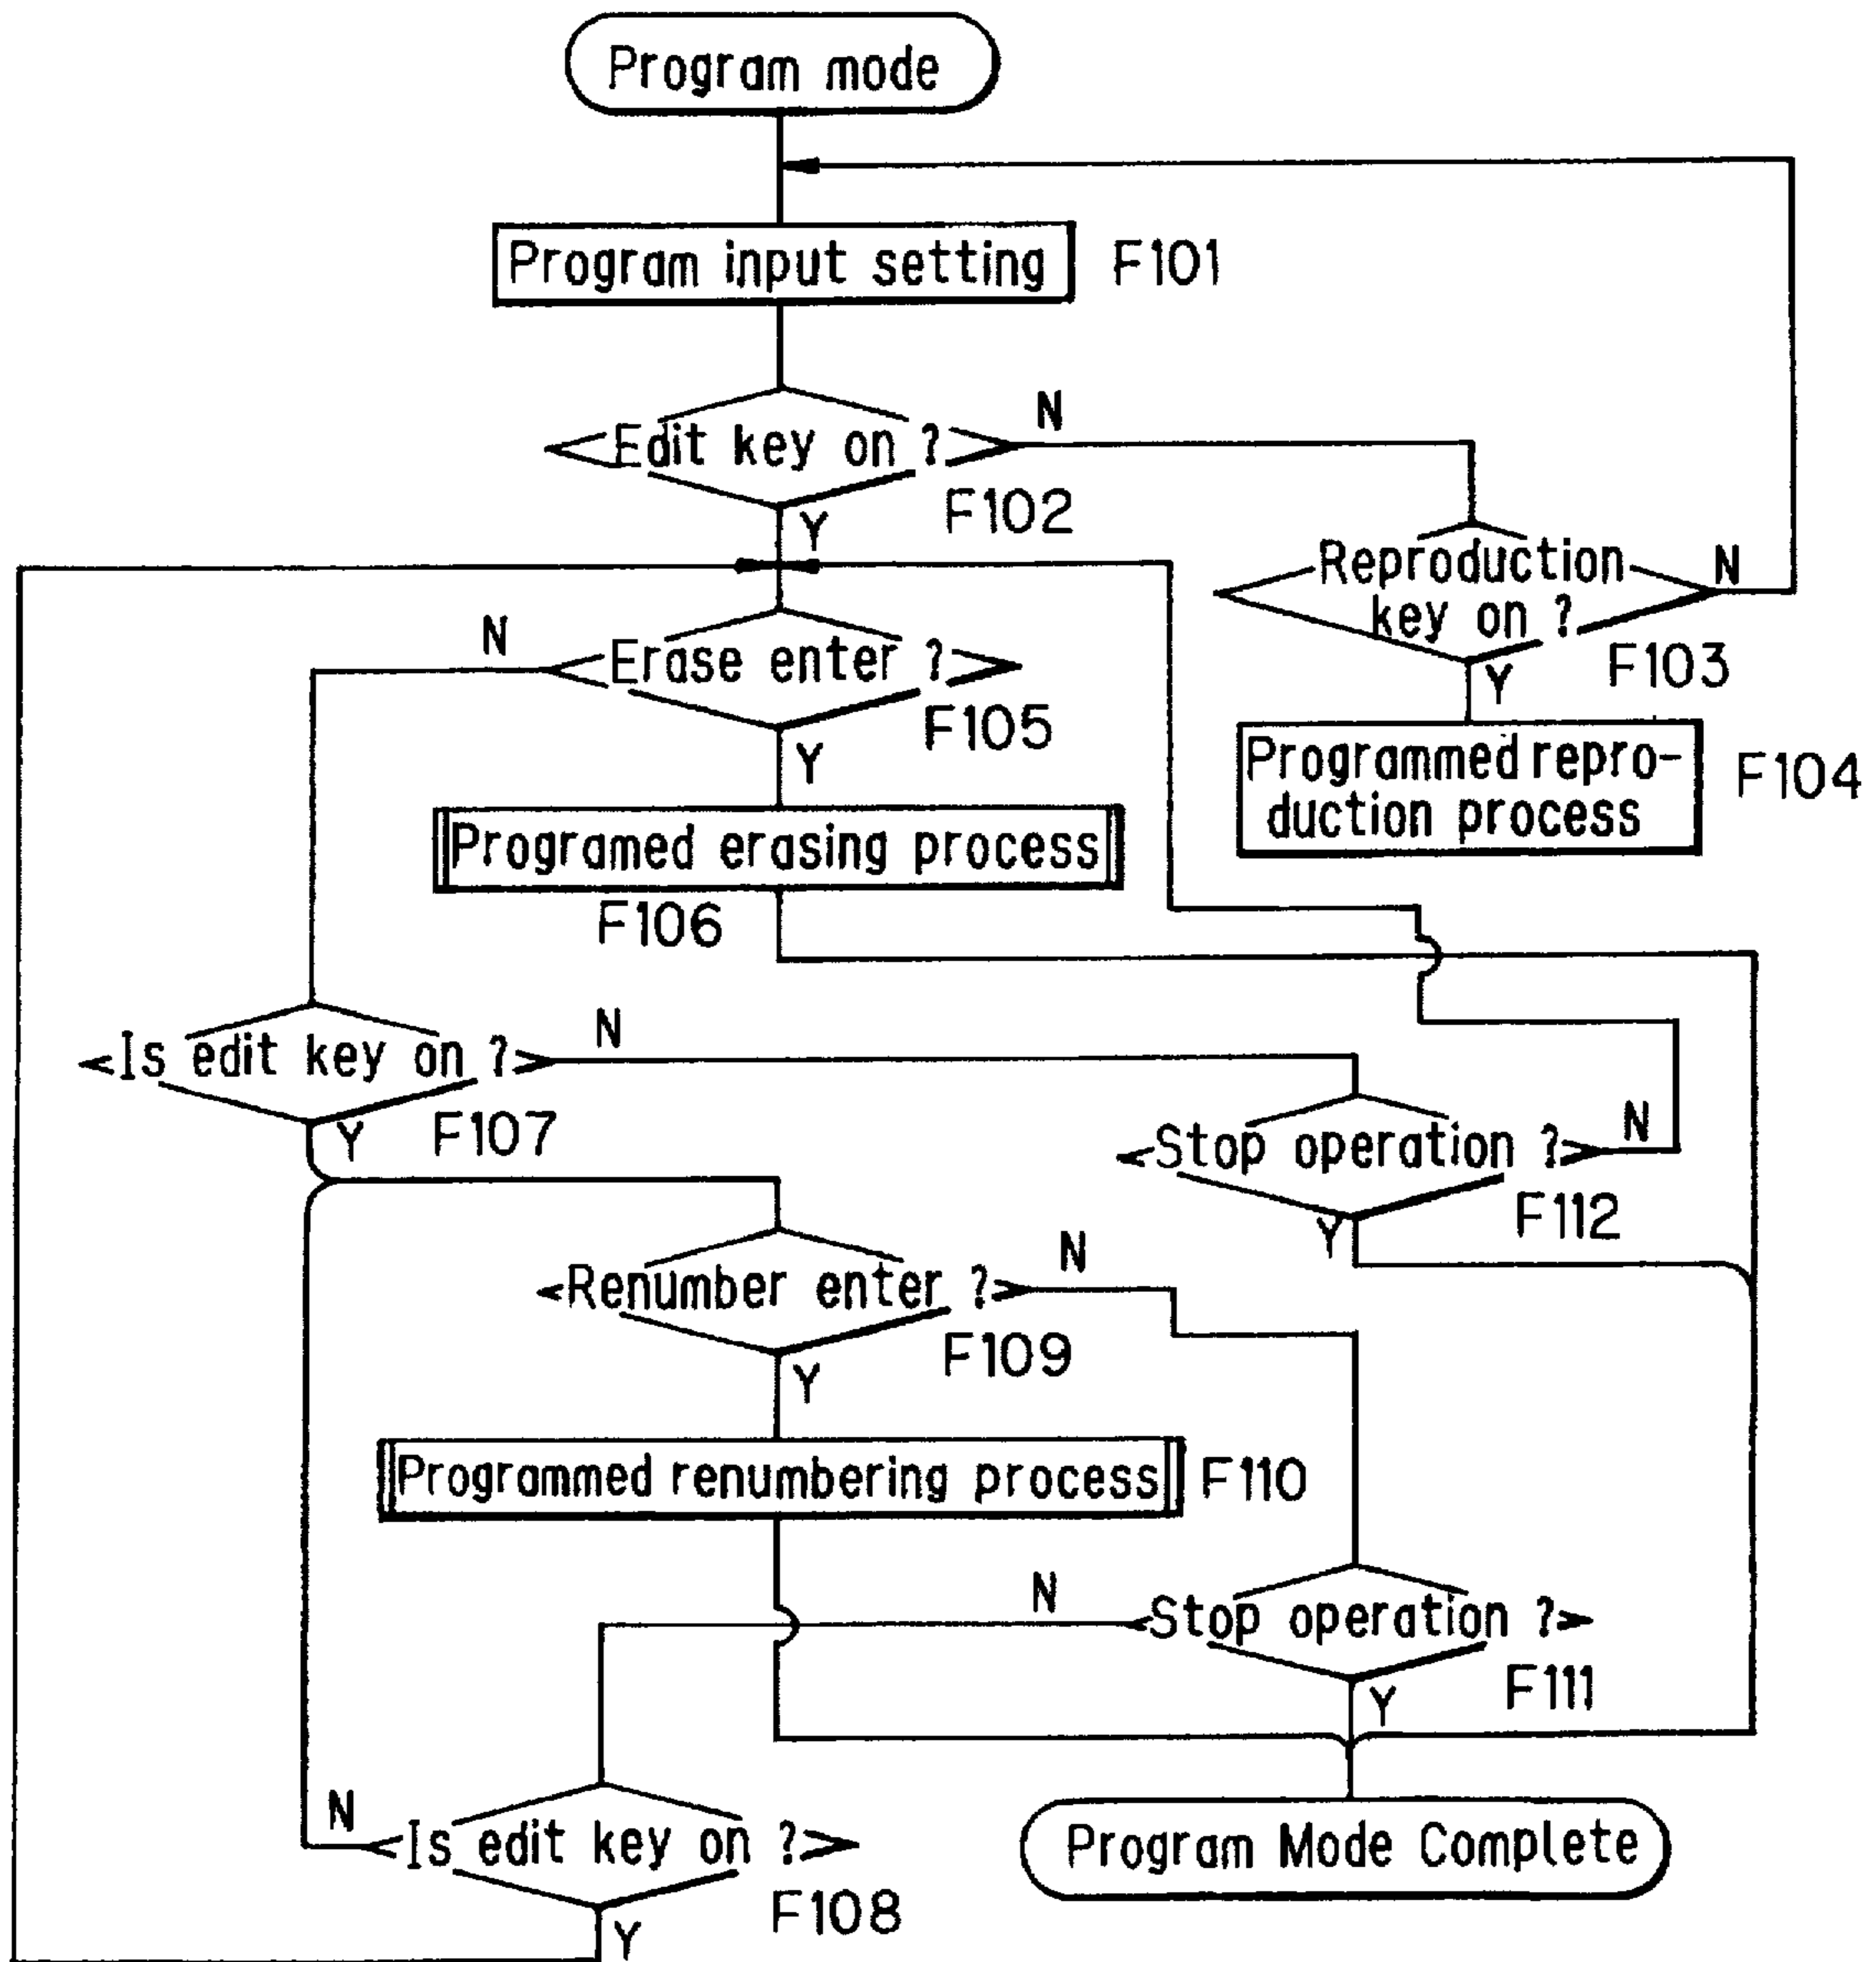 Program mode
Program input setting F101
Edit key on ? N
F102
Y
Reproduction N
key on ?
F103
Y
N
Erase enter ?
F105
Y
Programmed repro-
duction process
F104
Programed erasing process
F106
Is edit key on ? N
F107
Y
Stop operation ? N
F112
Y
Renumber enter ? N
F109
Y
Programmed renumbering process F110
N
Stop operation ?
F111
Y
N
Is edit key on ?
F108
Y
Program Mode Complete